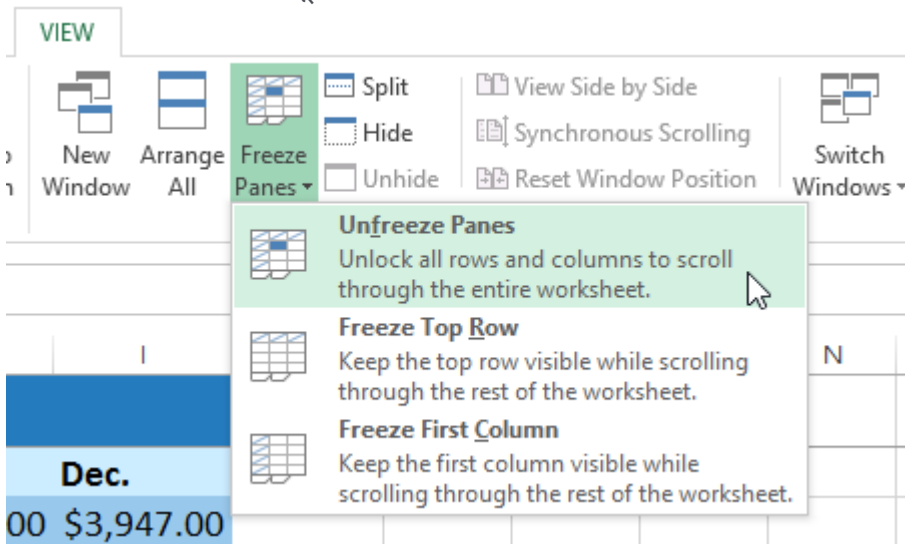 VIEW
New Window
Arrange All
Freeze Panes
Split
Hide
Unhide
View Side by Side
Synchronous Scrolling
Reset Window Position
Switch Windows
Unfreeze Panes
Unlock all rows and columns to scroll
through the entire worksheet.
Freeze Top Row
Keep the top row visible while scrolling
through the rest of the worksheet.
Freeze First Column
Keep the first column visible while
scrolling through the rest of the worksheet.
I
N
Dec.
00 $3,947.00